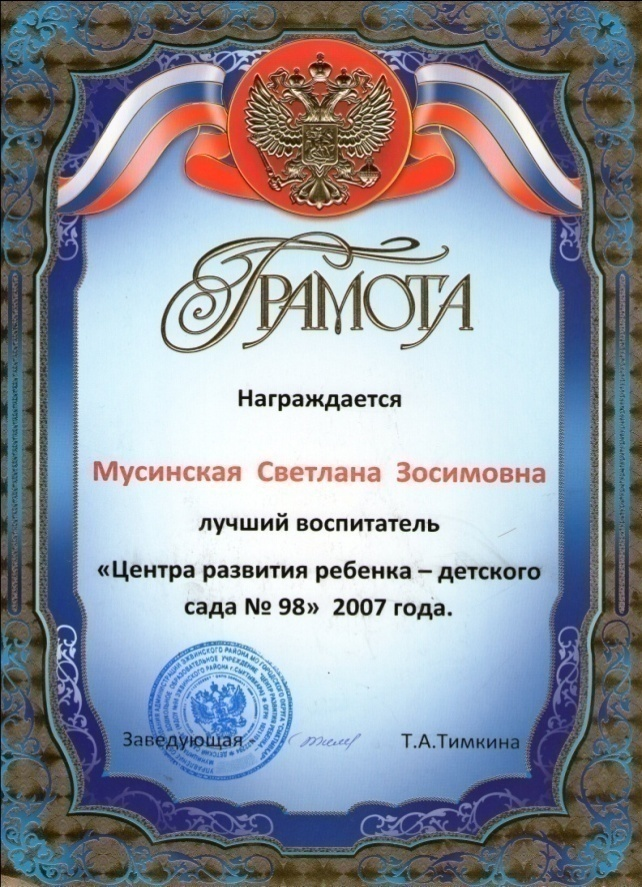 Грамота
Награждается
Мусинская Светлана Зосимовна
лучший воспитатель
«Центра развития ребенка – детского
сада № 98» 2007 года.
Заведующая Т.А.Тимкина